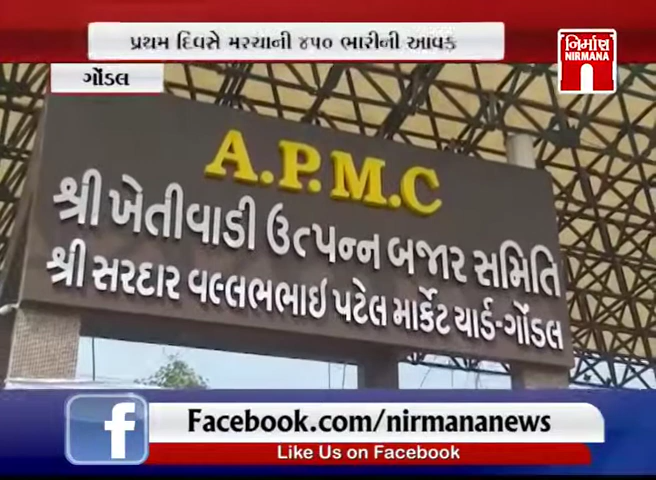 પ્રથમ દિવસે મરચાની ૪૫૦ ભારીની આવક
નિર્માણ
NIRMANA
ગોંડલ
A.P.M.C
શ્રી ખેતીવાડી ઉત્પન્ન બજાર સમિતિ
શ્રી સરદાર વલ્લભભાઇ પટેલ માર્કેટ યાર્ડ-ગોંડલ
f Facebook.com/nirmananews
Like Us on Facebook